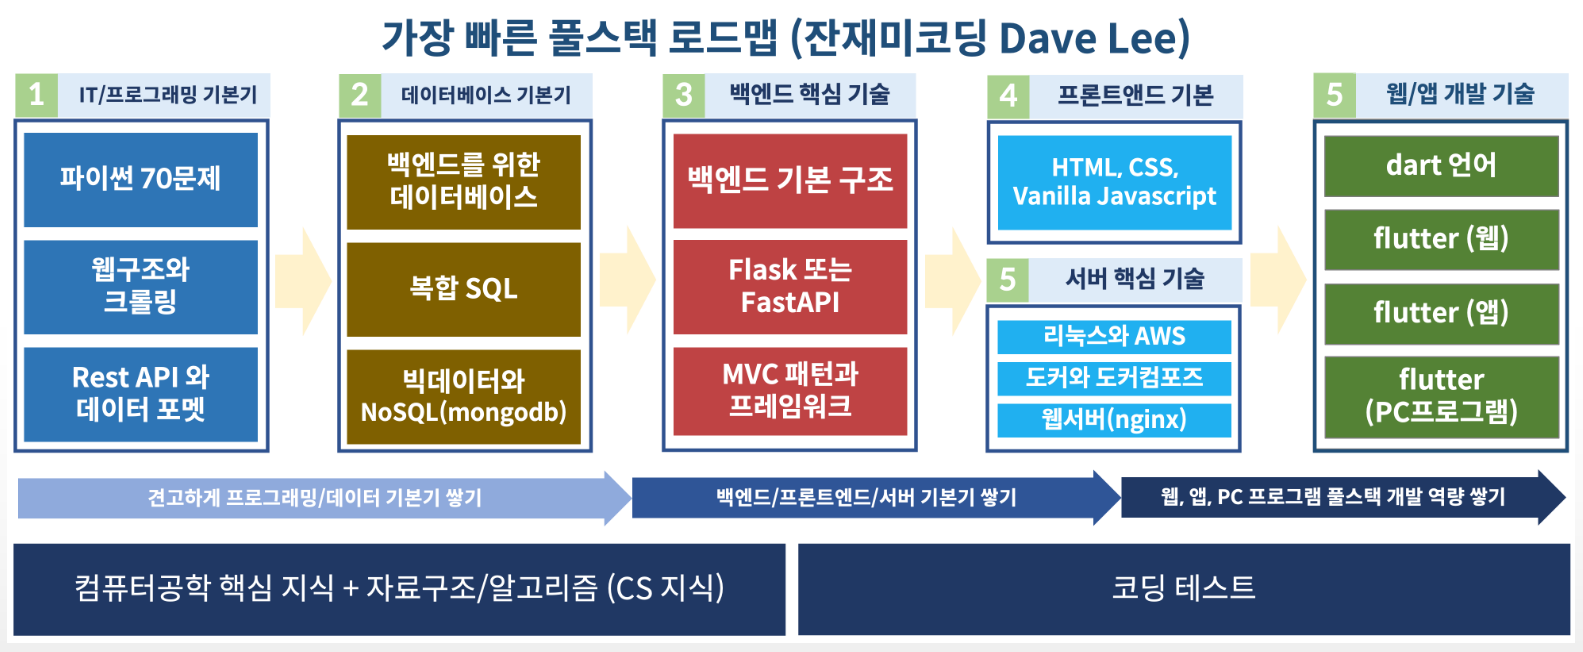 가장 빠른 풀스택 로드맵 (잔재미코딩 Dave Lee)
1 IT/프로그래밍 기본기
파이썬 70문제
웹구조와
크롤링
Rest API 와
데이터 포멧
2 데이터베이스 기본기
백엔드를 위한
데이터베이스
복합 SQL
빅데이터와
NoSQL(mongodb)
3 백엔드 핵심 기술
백엔드 기본 구조
Flask 또는
FastAPI
MVC 패턴과
프레임워크
4 프론트앤드 기본
HTML, CSS,
Vanilla Javascript
5 서버 핵심 기술
리눅스와 AWS
도커와 도커컴포즈
웹서버(nginx)
5 웹/앱 개발 기술
dart 언어
flutter (웹)
flutter (앱)
flutter
(PC프로그램)
견고하게 프로그래밍/데이터 기본기 쌓기
백엔드/프론트엔드/서버 기본기 쌓기
웹, 앱, PC 프로그램 풀스택 개발 역량 쌓기
컴퓨터공학 핵심 지식 + 자료구조/알고리즘 (CS 지식)
코딩 테스트